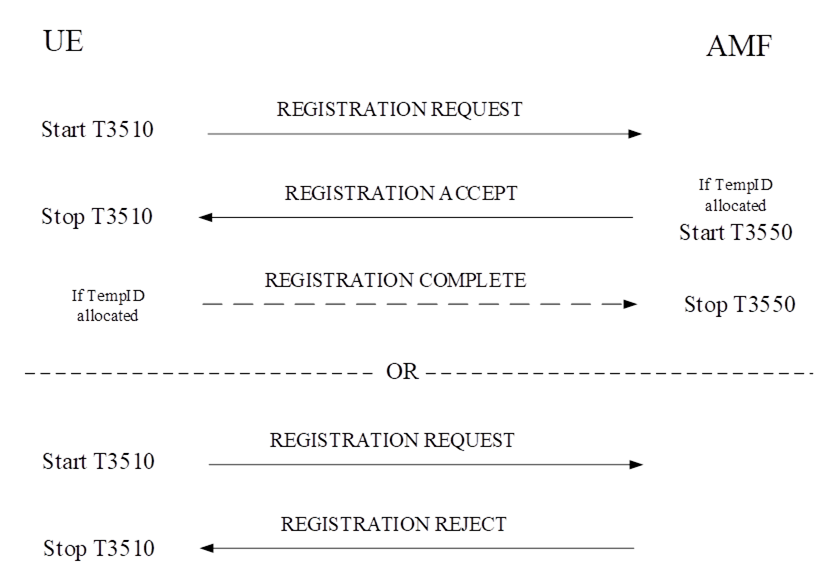 UE
AMF
REGISTRATION REQUEST
Start T3510
REGISTRATION ACCEPT
If TempID
allocated
Stop T3510
Start T3550
REGISTRATION COMPLETE
If TempID
allocated
Stop T3550
OR
REGISTRATION REQUEST
Start T3510
REGISTRATION REJECT
Stop T3510